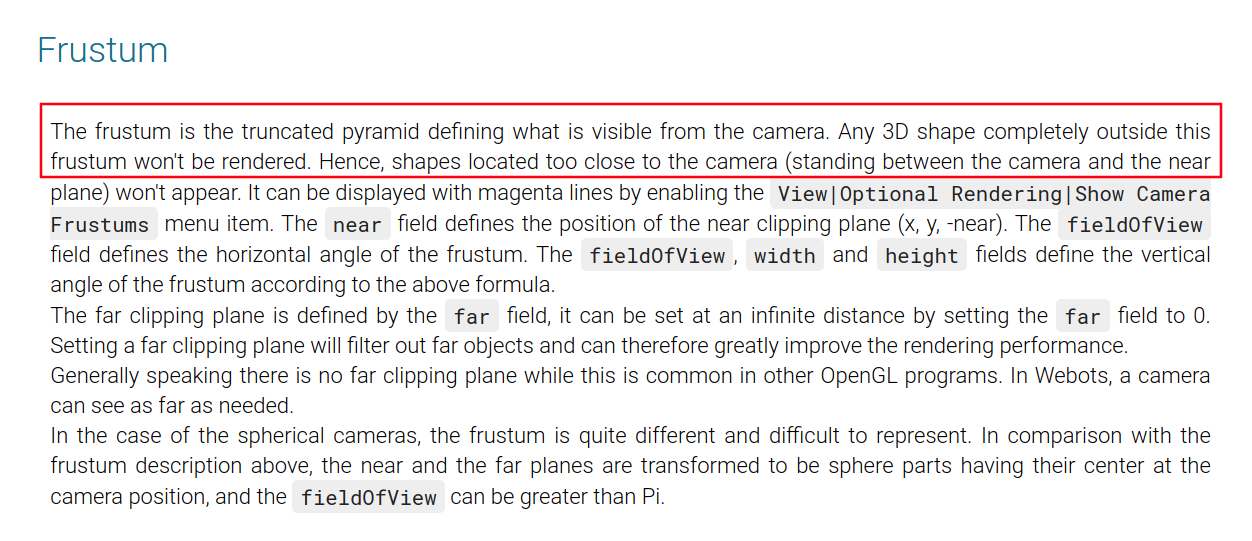 Frustum
The frustum is the truncated pyramid defining what is visible from the camera. Any 3D shape completely outside this
frustum won't be rendered. Hence, shapes located too close to the camera (standing between the camera and the near
plane) won't appear. It can be displayed with magenta lines by enabling the View|Optional Rendering|Show Camera
Frustums menu item. The near field defines the position of the near clipping plane (x, y, -near). The fieldOfView
field defines the horizontal angle of the frustum. The fieldOfView, width and height fields define the vertical
angle of the frustum according to the above formula.
The far clipping plane is defined by the far field, it can be set at an infinite distance by setting the far field to 0.
Setting a far clipping plane will filter out far objects and can therefore greatly improve the rendering performance.
Generally speaking there is no far clipping plane while this is common in other OpenGL programs. In Webots, a camera
can see as far as needed.
In the case of the spherical cameras, the frustum is quite different and difficult to represent. In comparison with the
frustum description above, the near and the far planes are transformed to be sphere parts having their center at the
camera position, and the fieldOfView can be greater than Pi.